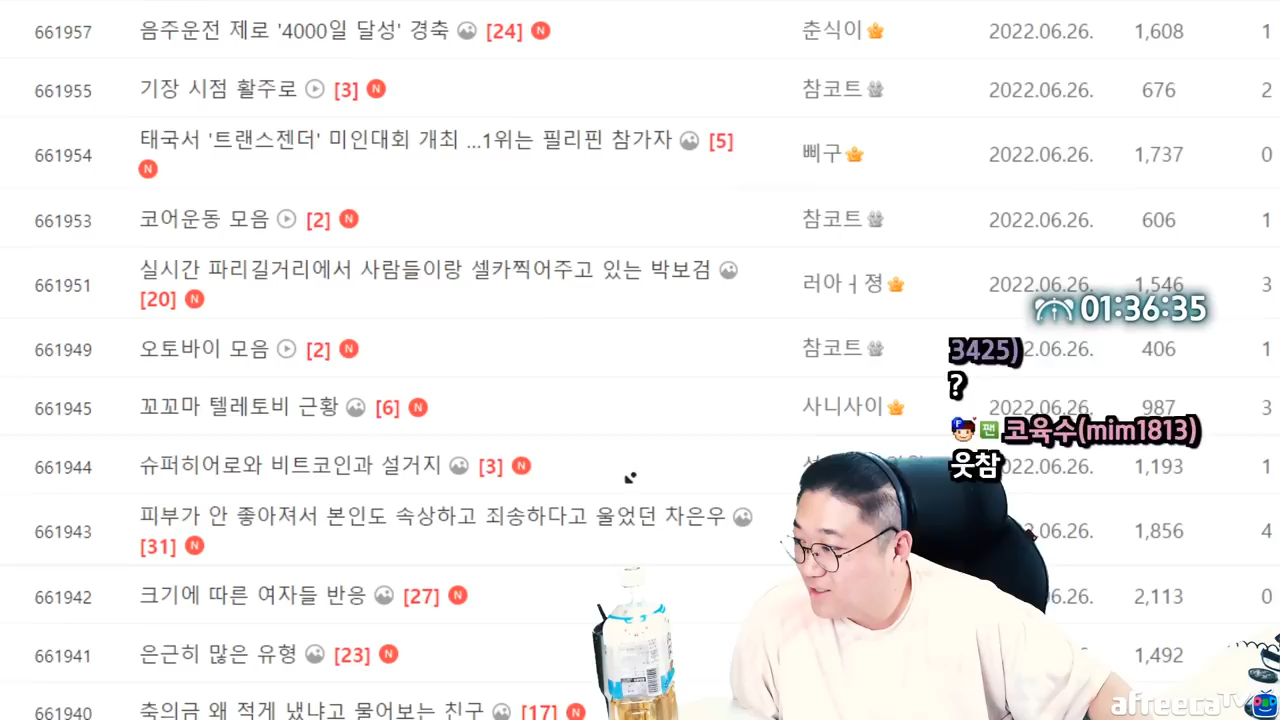 661957 음주운전 제로 '4000일 달성' 경축 [24] N 춘식이 2022.06.26. 1,608 1
661955 기장 시점 활주로 [3] N 참코트 2022.06.26. 676 2
661954 태국서 '트랜스젠더' 미인대회 개최 ...1위는 필리핀 참가자 [5] 삐구 2022.06.26. 1,737 0
N
661953 코어운동 모음 [2] N 참코트 2022.06.26. 606 1
661951 실시간 파리길거리에서 사람들이랑 셀카찍어주고 있는 박보검 러아ㅕ졍 2022.06.26. 1,546 3
[20] N
01:36:35
661949 오토바이 모음 [2] N 참코트 2.06.26. 406 1
3425)
?
661945 꼬꼬마 텔레토비 근황 [6] N 사니사이 2022.06.26. 987 3
팬 코육수(mim1813)
웃참
661944 슈퍼히어로와 비트코인과 설거지 [3] N 022.06.26. 1,193 1
661943 피부가 안 좋아져서 본인도 속상하고 죄송하다고 울었던 차은우 .06.26. 1,856 4
[31] N
661942 크기에 따른 여자들 반응 [27] N 6.26. 2,113 0
661941 은근히 많은 유형 [23] N 1,492
661940 축의금 왜 적게 냈냐고 물어보는 친구 [17] N
afreecaTV